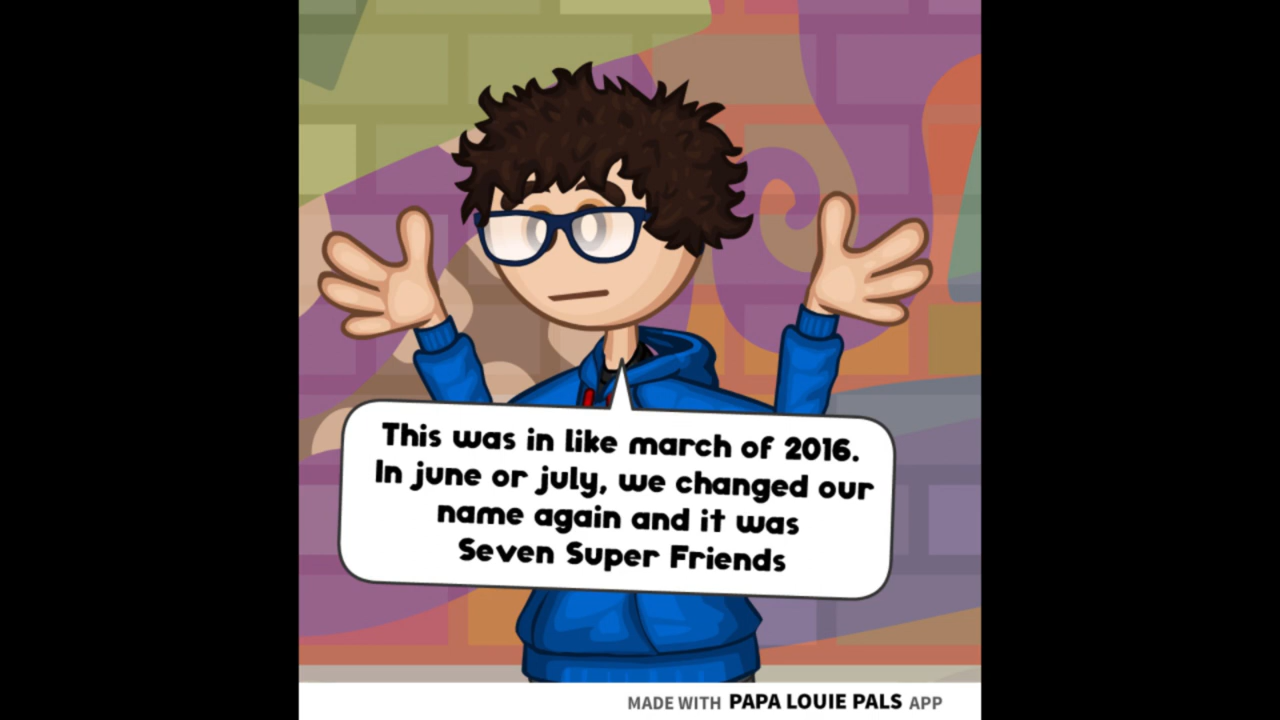 This was in like march of 2016.
In june or july, we changed our
name again and it was
Seven Super Friends
MADE WITH PAPA LOUIE PALS APP